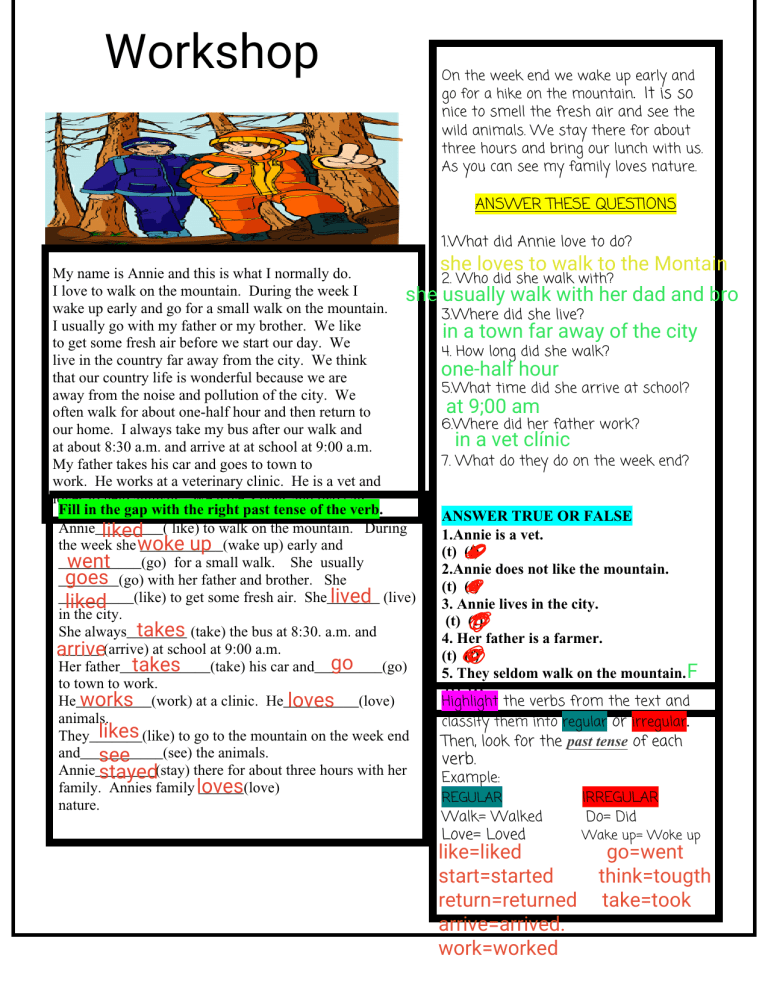 Workshop
My name is Annie and this is what I normally do.
I love to walk on the mountain. During the week I
wake up early and go for a small walk on the mountain.
I usually go with my father or my brother. We like
to get some fresh air before we start our day. We
live in the country far away from the city. We think
that our country life is wonderful because we are
away from the noise and pollution of the city. We
often walk for about one-half hour and then return to
our home. I always take my bus after our walk and
at about 8:30 a.m. and arrive at at school at 9:00 a.m.
My father takes his car and goes to town to
work. He works at a veterinary clinic. He is a vet and
Fill in the gap with the right past tense of the verb.
Annie liked ( like) to walk on the mountain. During
the week she woke up (wake up) early and
went (go) for a small walk. She usually
goes (go) with her father and brother. She
liked (like) to get some fresh air. She lived (live)
in the city.
She always takes (take) the bus at 8:30. a.m. and
arrive (arrive) at school at 9:00 a.m.
Her father takes (take) his car and go (go)
to town to work.
He works (work) at a clinic. He loves (love)
animals.
They likes (like) to go to the mountain on the week end
and see (see) the animals.
Annie stayed (stay) there for about three hours with her
family. Annies family loves (love)
nature.
On the week end we wake up early and
go for a hike on the mountain. It is so
nice to smell the fresh air and see the
wild animals. We stay there for about
three hours and bring our lunch with us.
As you can see my family loves nature.
ANSWER THESE QUESTIONS
1.What did Annie love to do?
she loves to walk to the Montain
2. Who did she walk with?
she usually walk with her dad and bro
3.Where did she live?
in a town far away of the city
4. How long did she walk?
one-half hour
5.What time did she arrive at school?
at 9;00 am
6.Where did her father work?
in a vet clínic
7. What do they do on the week end?
ANSWER TRUE OR FALSE
1.Annie is a vet.
(t)
2.Annie does not like the mountain.
(t)
3. Annie lives in the city.
(t)
4. Her father is a farmer.
(t)
5. They seldom walk on the mountain. F
Highlight the verbs from the text and
classify them into regular or irregular.
Then, look for the past tense of each
verb.
Example:
REGULAR IRREGULAR
Walk= Walked Do= Did
Love= Loved Wake up= Woke up
like=liked go=went
start=started think=tougth
return=returned take=took
arrive=arrived.
work=worked